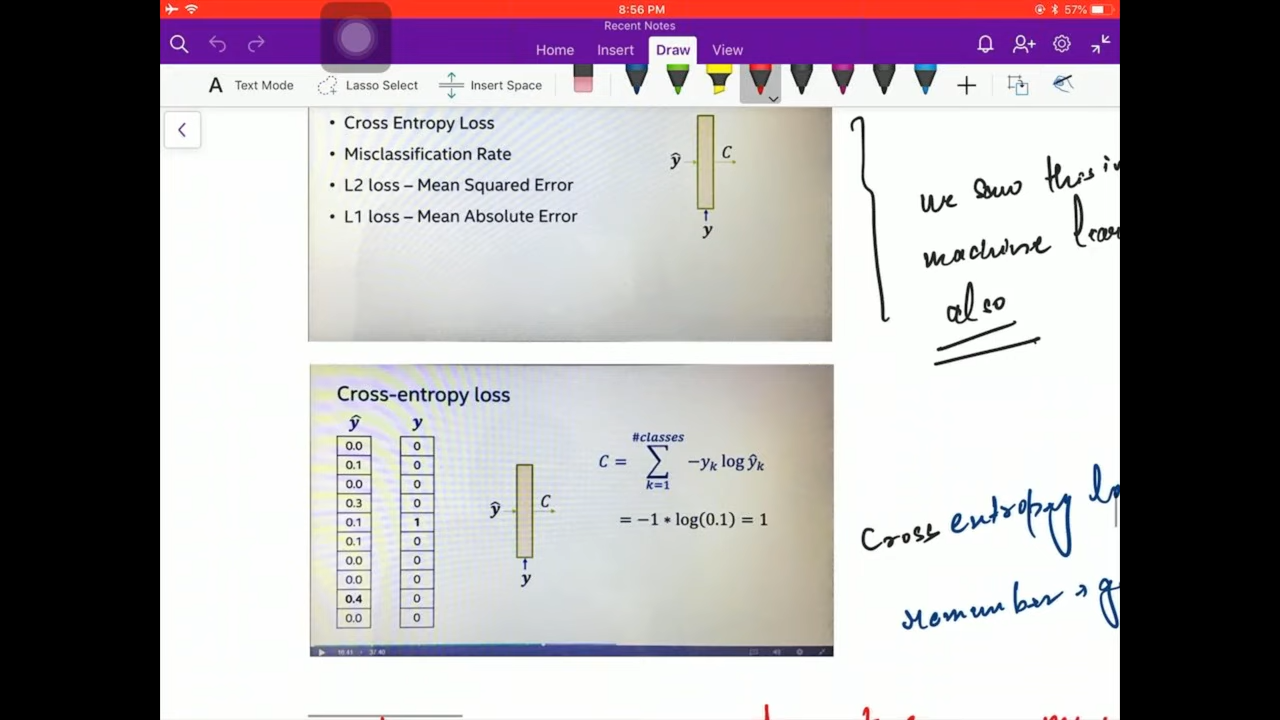 8:56 PM
57%
Recent Notes
Home Insert Draw View
Text Mode Lasso Select Insert Space
• Cross Entropy Loss
• Misclassification Rate
• L2 loss – Mean Squared Error
• L1 loss – Mean Absolute Error
ŷ C
y
we saw this in
machine
also
Cross-entropy loss
ŷ y
0.0 0
0.1 0
0.0 0
0.3 0
0.1 1
0.1 0
0.0 0
0.0 0
0.4 0
0.0 0
ŷ C
y
#classes
C = ∑ −yₖ log ŷₖ
k=1
= −1 ∗ log(0.1) = 1
Cross entropy
remember